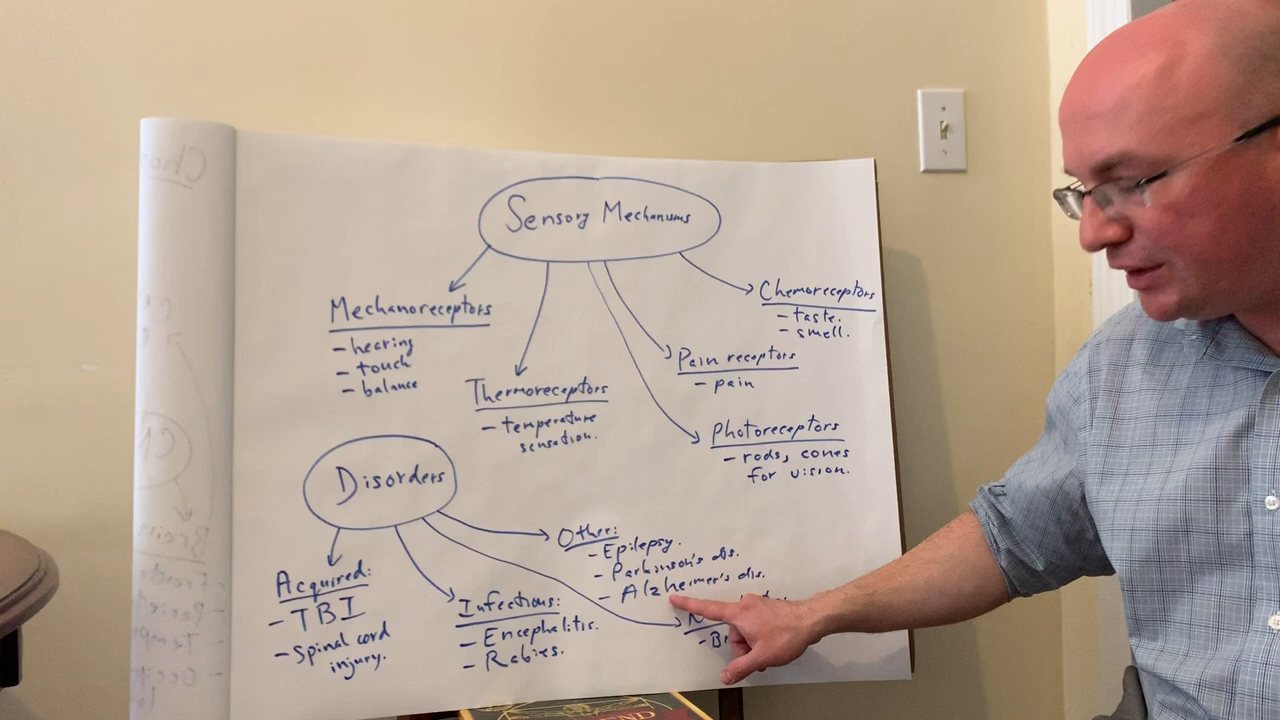 Sensory Mechanisms
Mechanoreceptors
- hearing
- touch
- balance
Thermoreceptors
- temperature
sensation.
Pain receptors
- pain
Photoreceptors
- rods, cones
for vision.
Chemoreceptors
- taste.
- smell.
Disorders
Acquired:
- TBI
- Spinal cord
injury.
Infections:
- Encephalitis.
- Rabies.
Other:
- Epilepsy.
- Parkinson's dis.
- Alzheimer's dis.